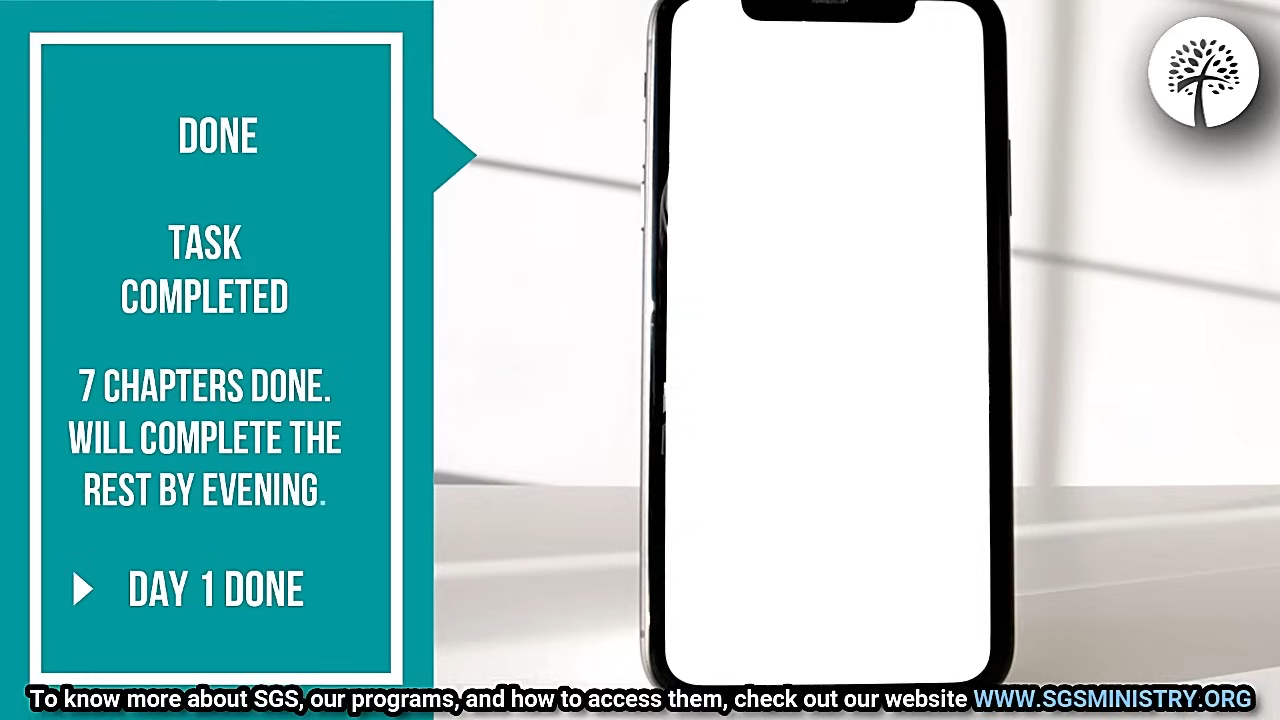 DONE
TASK
COMPLETED
7 CHAPTERS DONE.
WILL COMPLETE THE
REST BY EVENING.
DAY 1 DONE
To know more about SGS, our programs, and how to access them, check out our website WWW.SGSMINISTRY.ORG